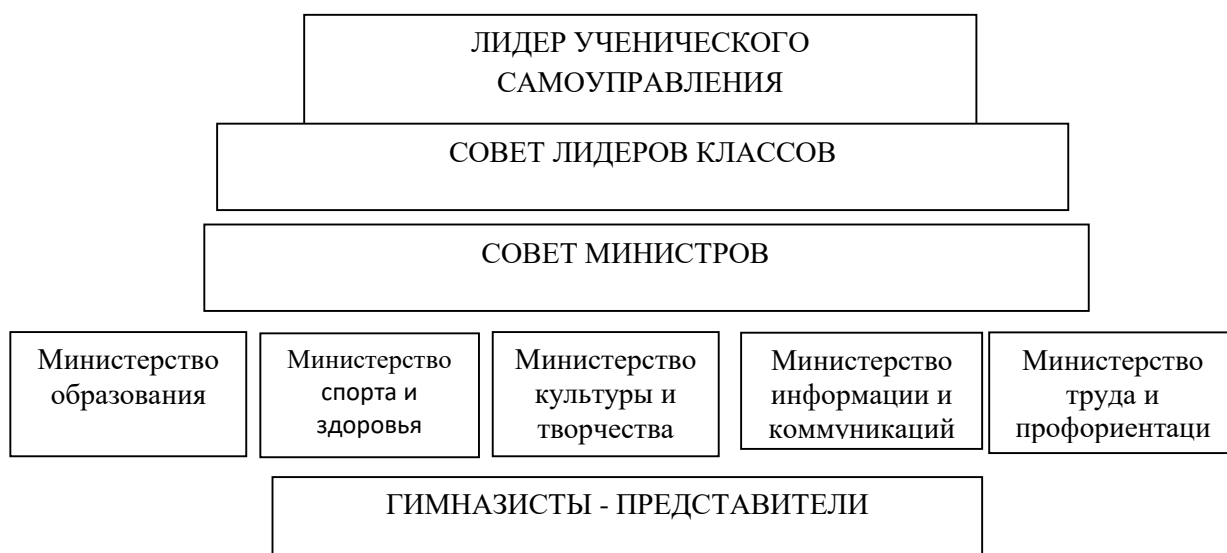 ЛИДЕР УЧЕНИЧЕСКОГО
САМОУПРАВЛЕНИЯ
СОВЕТ ЛИДЕРОВ КЛАССОВ
СОВЕТ МИНИСТРОВ
Министерство
образования
Министерство
спорта и
здоровья
Министерство
культуры и
творчества
Министерство
информации и
коммуникаций
Министерство
труда и
профориентаци
ГИМНАЗИСТЫ - ПРЕДСТАВИТЕЛИ